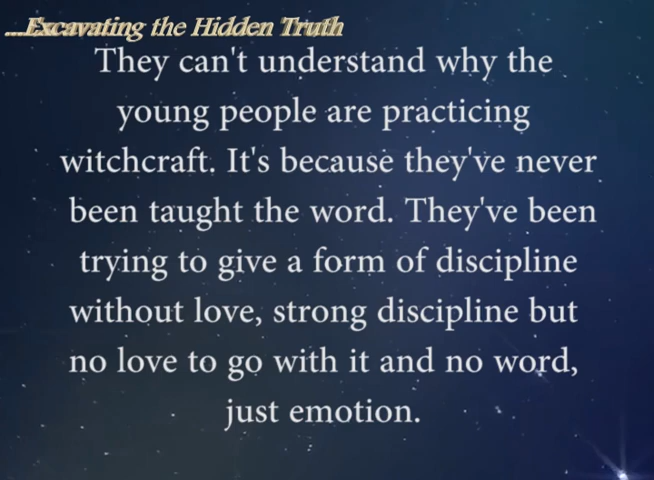 ...Excavating the Hidden Truth
They can't understand why the
young people are practicing
witchcraft. It's because they've never
been taught the word. They've been
trying to give a form of discipline
without love, strong discipline but
no love to go with it and no word,
just emotion.